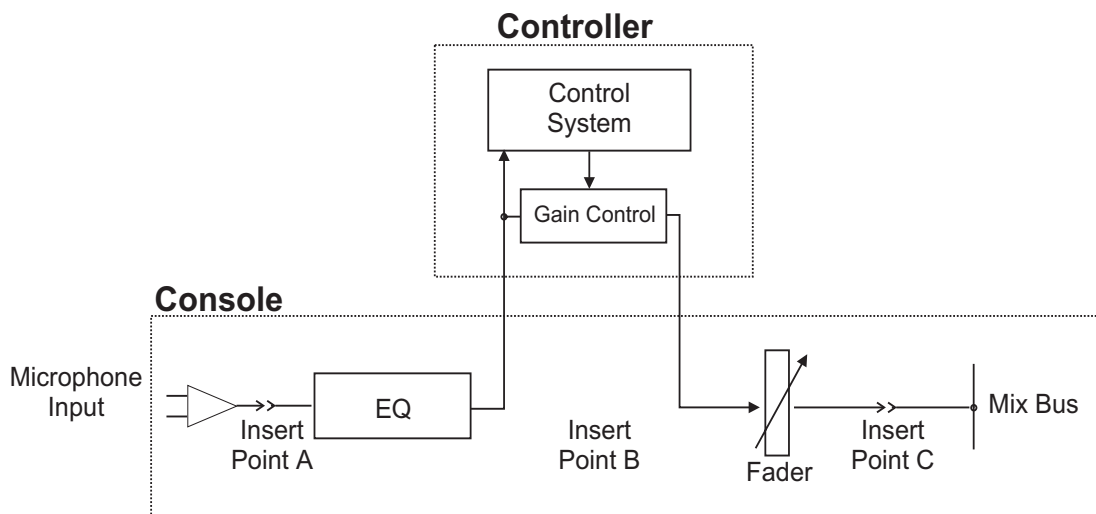 Controller
Control
System
Gain Control
Console
Microphone
Input
Insert
Point A
EQ
Insert
Point B
Fader
Insert
Point C
Mix Bus